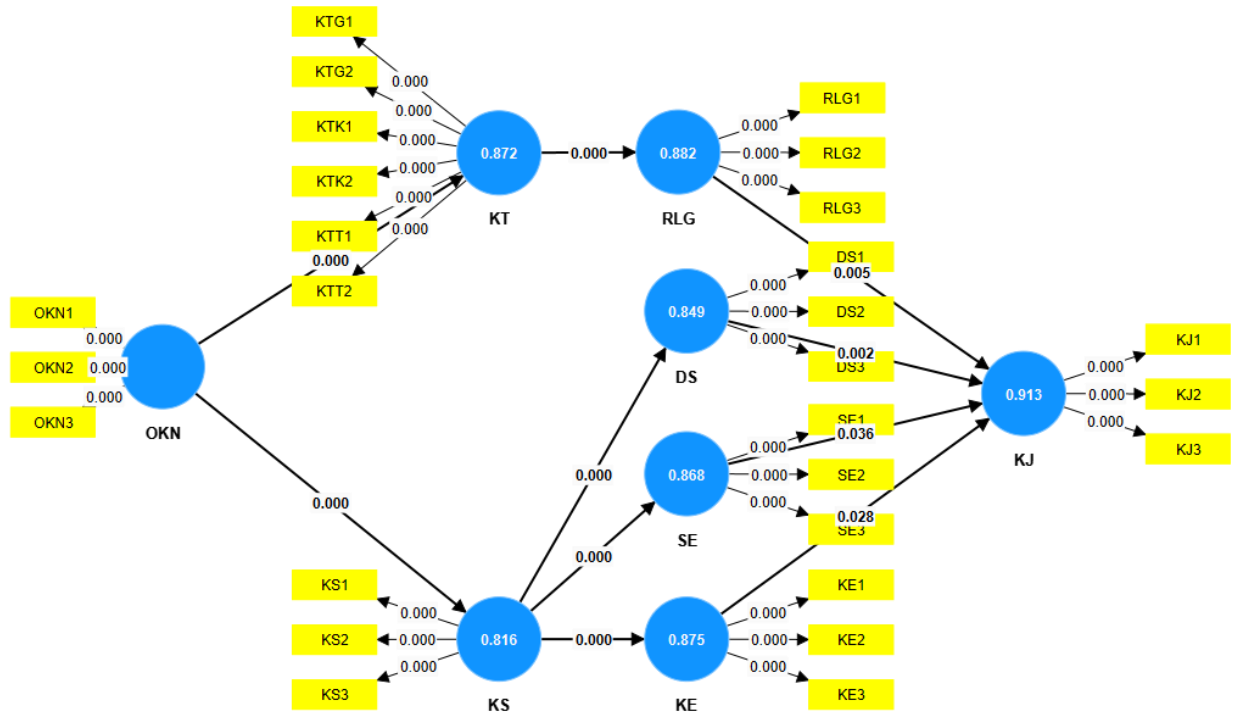 KTG1
0.000
KTG2
0.000
KTK1
0.000
KTK2
0.000
KTT1
0.000
KTT2
0.000
0.872
KT
0.000
0.882
RLG
0.000
RLG1
0.000
RLG2
0.000
RLG3
0.000
0.005
OKN1
0.000
OKN2
0.000
OKN3
0.000
OKN
0.000
0.849
DS
0.000
DS1
0.000
DS2
0.000
DS3
0.002
0.868
SE
0.000
SE1
0.000
SE2
0.000
SE3
0.036
0.028
0.913
KJ
0.000
KJ1
0.000
KJ2
0.000
KJ3
KS1
0.000
KS2
0.000
KS3
0.000
0.816
KS
0.000
0.000
0.000
0.875
KE
0.000
KE1
0.000
KE2
0.000
KE3